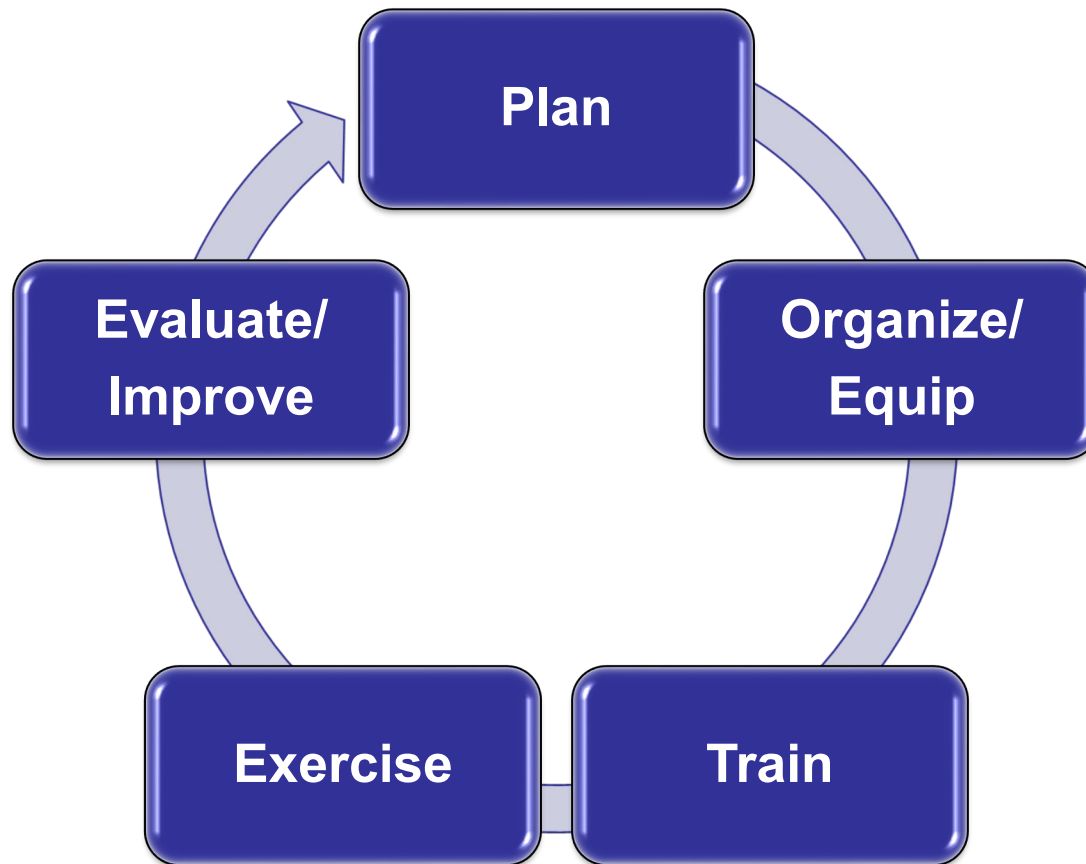 Plan
Organize/
Equip
Train
Exercise
Evaluate/
Improve